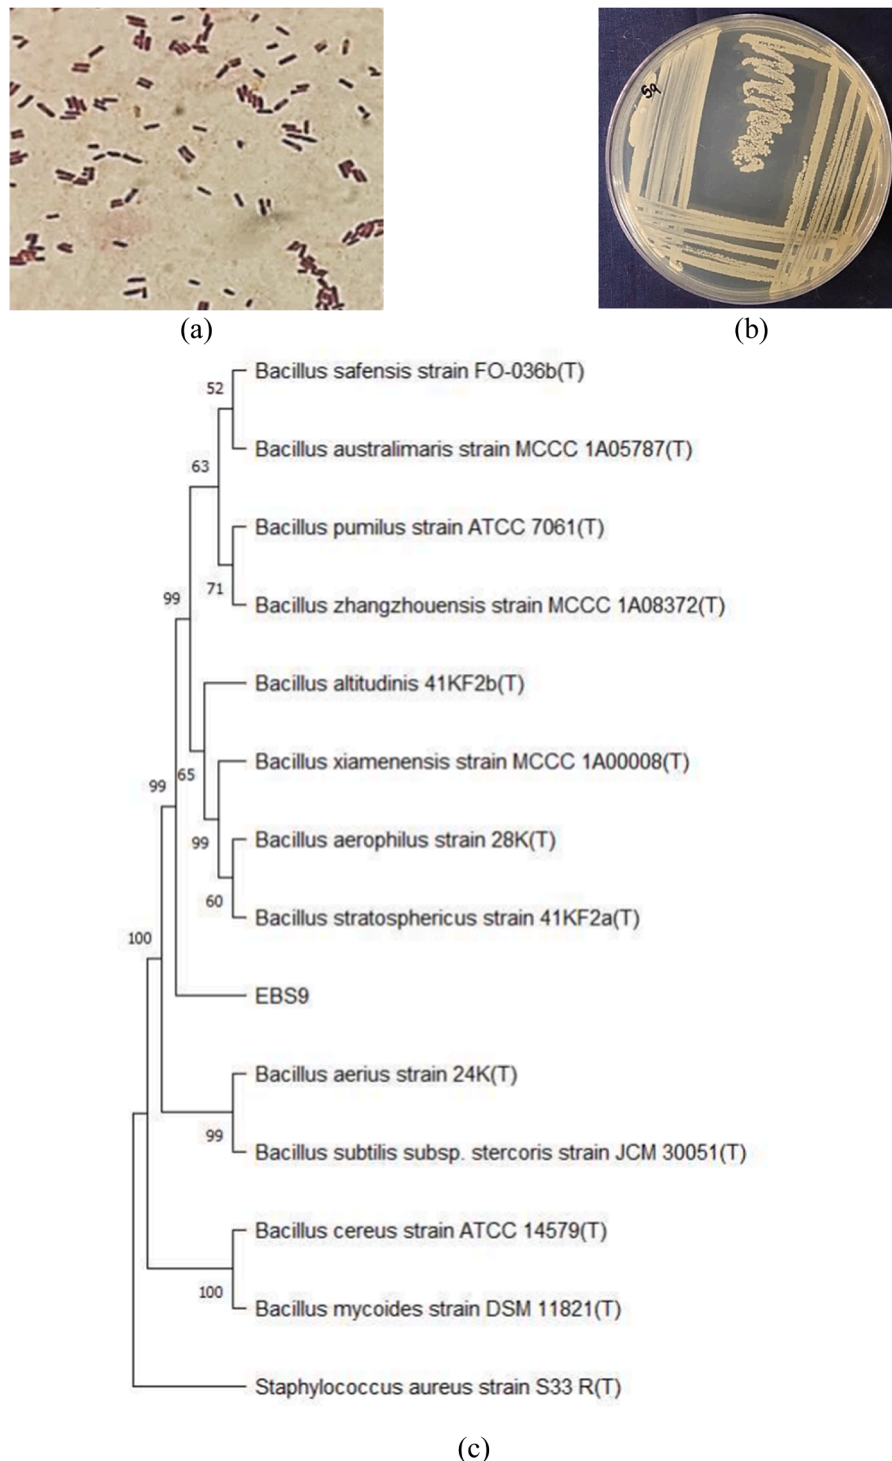 S9
(a)
(b)
52
Bacillus safensis strain FO-036b(T)
63
Bacillus australimaris strain MCCC 1A05787(T)
Bacillus pumilus strain ATCC 7061(T)
71
99
Bacillus zhangzhouensis strain MCCC 1A08372(T)
Bacillus altitudinis 41KF2b(T)
Bacillus xiamenensis strain MCCC 1A00008(T)
65
99
99
Bacillus aerophilus strain 28K(T)
60
Bacillus stratosphericus strain 41KF2a(T)
100
EBS9
Bacillus aerius strain 24K(T)
99
Bacillus subtilis subsp. stercoris strain JCM 30051(T)
Bacillus cereus strain ATCC 14579(T)
100
Bacillus mycoides strain DSM 11821(T)
Staphylococcus aureus strain S33 R(T)
(c)